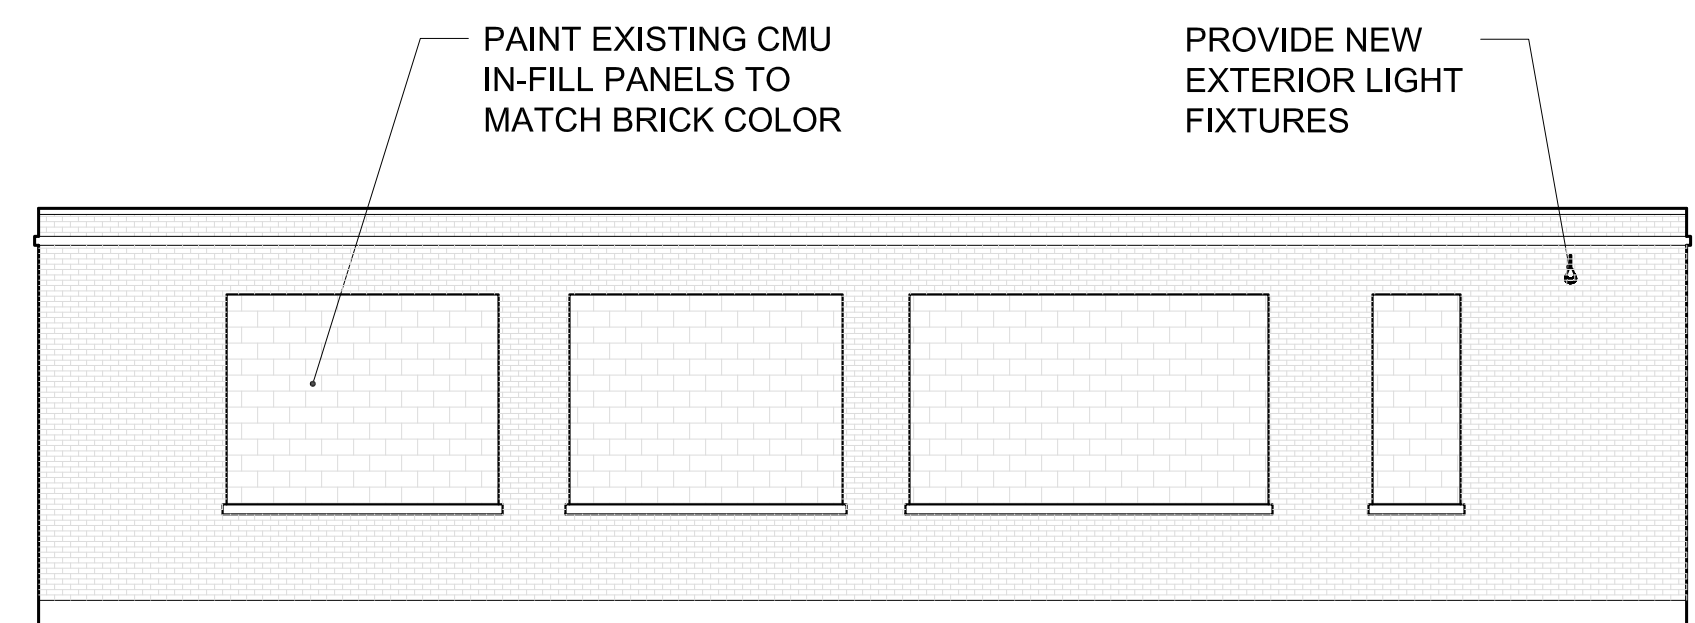 PAINT EXISTING CMU
IN-FILL PANELS TO
MATCH BRICK COLOR
PROVIDE NEW
EXTERIOR LIGHT
FIXTURES